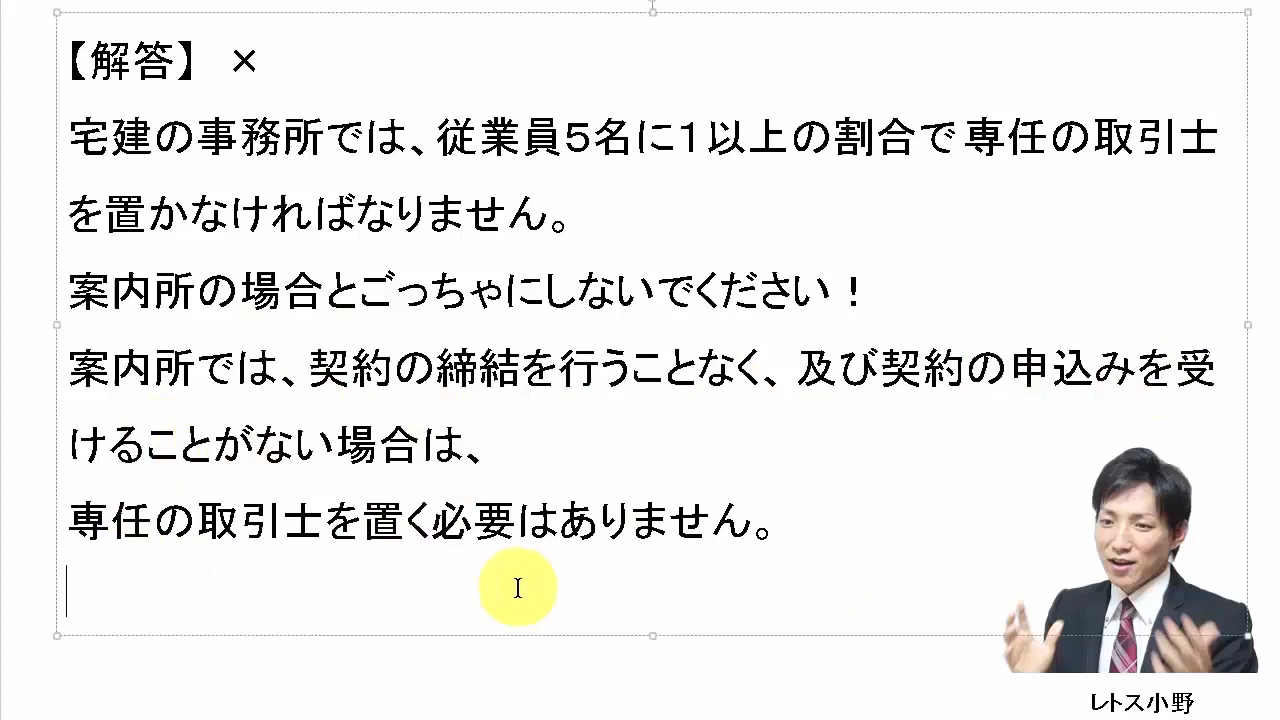 【解答】 ×
宅建の事務所では、従業員５名に１以上の割合で専任の取引士
を置かなければなりません。
案内所の場合とごっちゃにしないでください！
案内所では、契約の締結を行うことなく、及び契約の申込みを受
けることがない場合は、
専任の取引士を置く必要はありません。
レトス小野